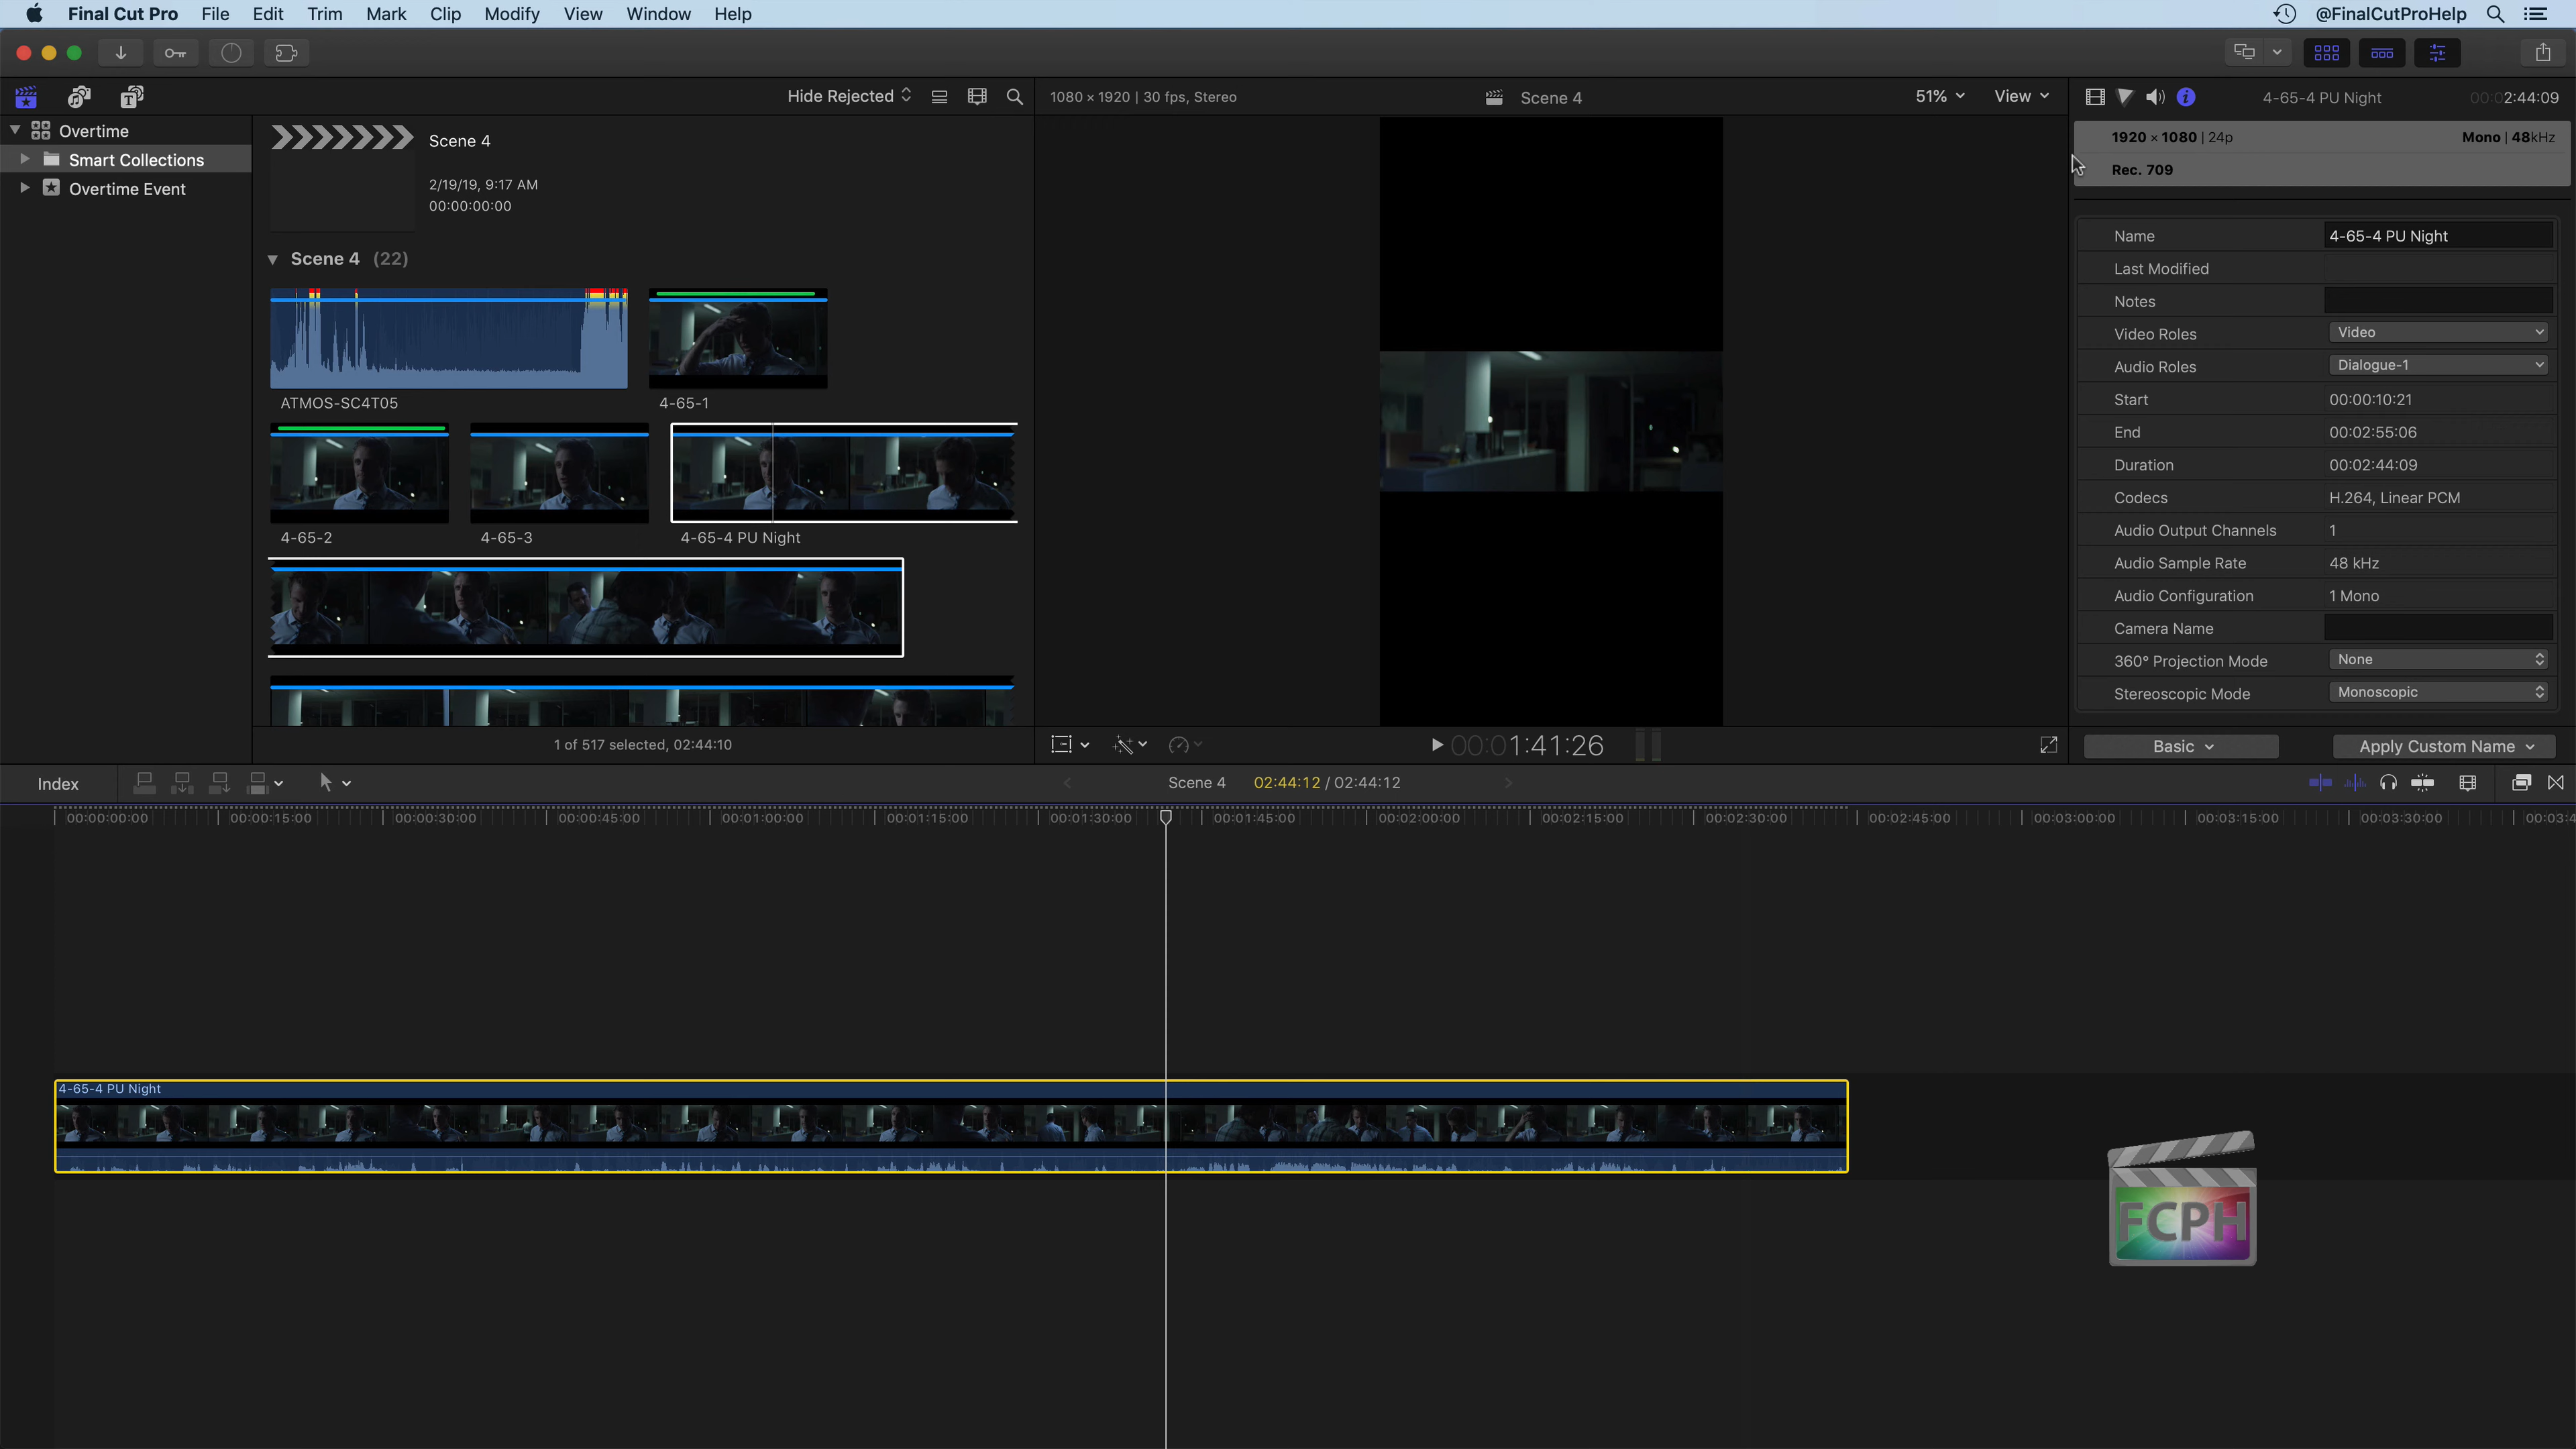 Final Cut Pro File Edit Trim Mark Clip Modify View Window Help @FinalCutProHelp
Hide Rejected
1080 × 1920 | 30 fps, Stereo
Scene 4
51% View
4-65-4 PU Night
00:02:44:09
Overtime
Smart Collections
Overtime Event
Scene 4
2/19/19, 9:17 AM
00:00:00:00
Scene 4 (22)
ATMOS-SC4T05
4-65-1
4-65-2
4-65-3
4-65-4 PU Night
1 of 517 selected, 02:44:10
00:01:41:26
1920 × 1080 | 24p
Mono | 48kHz
Rec. 709
Name 4-65-4 PU Night
Last Modified
Notes
Video Roles Video
Audio Roles Dialogue-1
Start 00:00:10:21
End 00:02:55:06
Duration 00:02:44:09
Codecs H.264, Linear PCM
Audio Output Channels 1
Audio Sample Rate 48 kHz
Audio Configuration 1 Mono
Camera Name
360° Projection Mode None
Stereoscopic Mode Monoscopic
Basic
Apply Custom Name
Index
Scene 4 02:44:12 / 02:44:12
00:00:00:00 00:00:15:00 00:00:30:00 00:00:45:00 00:01:00:00 00:01:15:00 00:01:30:00 00:01:45:00 00:02:00:00 00:02:15:00 00:02:30:00 00:02:45:00 00:03:00:00 00:03:15:00 00:03:30:00 00:03:4
4-65-4 PU Night
FCPH